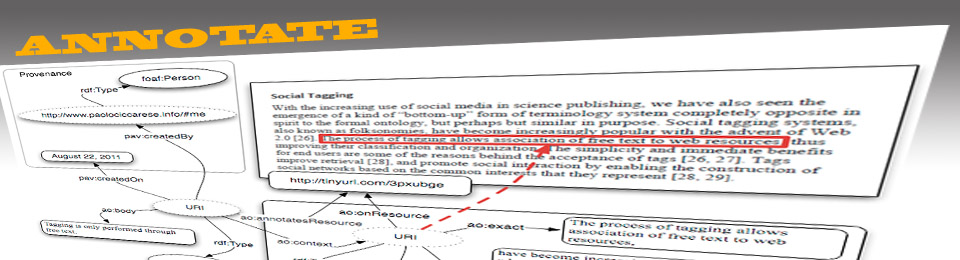 ANNOTATE
Provenance
foaf:Person
rdf:Type
http://www.paolociccarese.info/#me
pav:createdBy
August 22, 2011
pav:createdOn
URI
ao:body
Tagging is only performed through
free text.
rdf:Type
Social Tagging
With the increasing use of social media in science publishing, we have also seen the
emergence of a kind of "bottom-up" form of terminology system completely opposite in
spirit to the formal ontology, but perhaps but similar in purpose. Social tagging systems,
also known as folksonomies, have become increasingly popular with the advent of Web
2.0 [26]. The process of tagging allows association of free text to web resources, thus
improving their classification and organization. The simplicity and immediate benefits
for end users are some of the reasons behind the acceptance of tags [26, 27]. Tags
improve retrieval [28], and promote social interaction by enabling the construction of
social networks based on the common interests that they represent [28, 29].
http://tinyurl.com/3pxubge
ao:annotatesResource
ao:onResource
ao:context
URI
ao:exact
The process of tagging allows
association of free text to web
resources,
have become